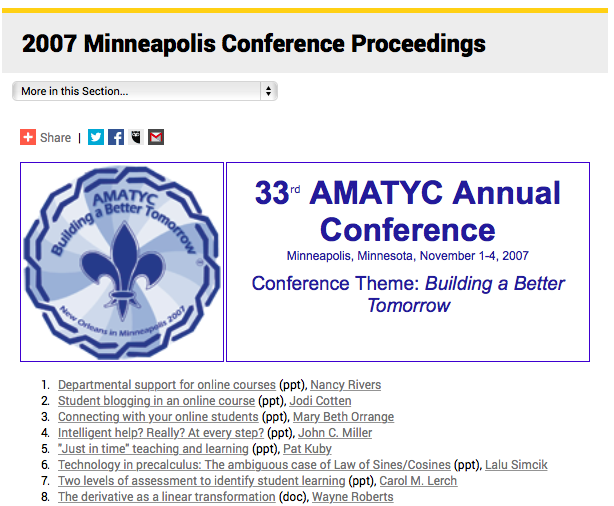 2007 Minneapolis Conference Proceedings
More in this Section...
Share |
AMATYC
Building a Better Tomorrow
New Orleans in Minneapolis 2007
33rd AMATYC Annual
Conference
Minneapolis, Minnesota, November 1-4, 2007
Conference Theme: Building a Better
Tomorrow
1. Departmental support for online courses (ppt), Nancy Rivers
2. Student blogging in an online course (ppt), Jodi Cotten
3. Connecting with your online students (ppt), Mary Beth Orrange
4. Intelligent help? Really? At every step? (ppt), John C. Miller
5. "Just in time" teaching and learning (ppt), Pat Kuby
6. Technology in precalculus: The ambiguous case of Law of Sines/Cosines (ppt), Lalu Simcik
7. Two levels of assessment to identify student learning (ppt), Carol M. Lerch
8. The derivative as a linear transformation (doc), Wayne Roberts